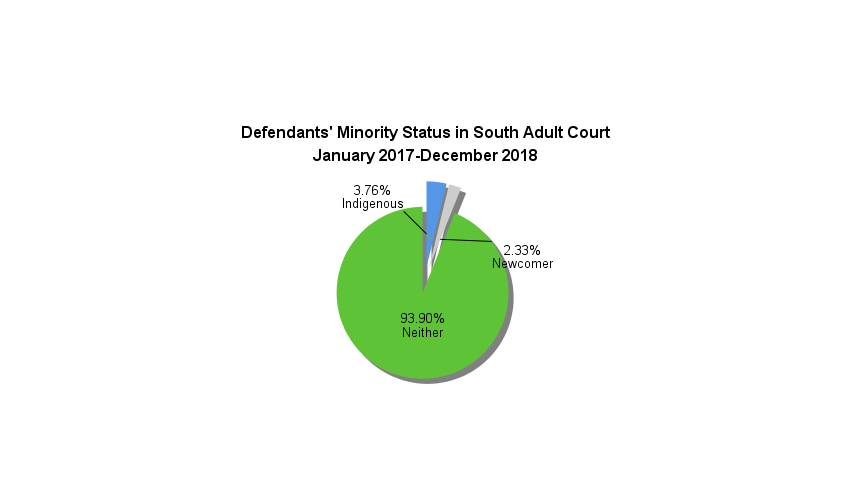 Defendants' Minority Status in South Adult Court
January 2017-December 2018
3.76%
Indigenous
2.33%
Newcomer
93.90%
Neither